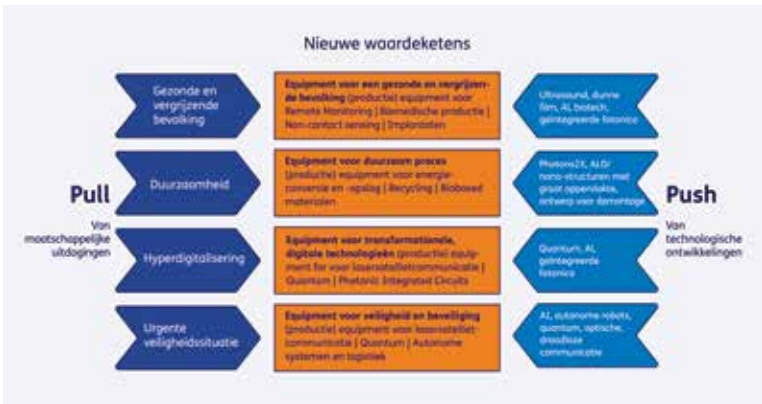 Nieuwe waardeketens
Pull
Van
maatschappelijke
uitdagingen
Gezonde en
vergrijzende
bevolking
Equipment voor een gezonde en vergrijzen-
de bevolking (productie) equipment voor
Remote Monitoring | Biomedische productie |
Non-contact sensing | Implantaten
Ultrasound, dunne
film, AI, biotech,
geïntegreerde fotonica
Duurzaamheid
Equipment voor duurzaam proces
(productie) equipment voor energie-
conversie en -opslag | Recycling | Biobased
materialen
Photons2X, ALD/
nano-structuren met
groot oppervlakte,
ontwerp voor demontage
Hyperdigitalisering
Equipment voor transformationele,
digitale technologieën (productie) equip-
ment for voor lasersatellietcommunicatie |
Quantum | Photonic Integrated Circuits
Quantum, AI,
geïntegreerde
fotonica
Urgente
veiligheidssituatie
Equipment voor veiligheid en beveiliging
(productie) equipment voor lasersatelliet-
communicatie | Quantum | Autonome
systemen en logistiek
AI, autonome robots,
quantum, optische,
draadloze
communicatie
Push
Van
technologische
ontwikkelingen